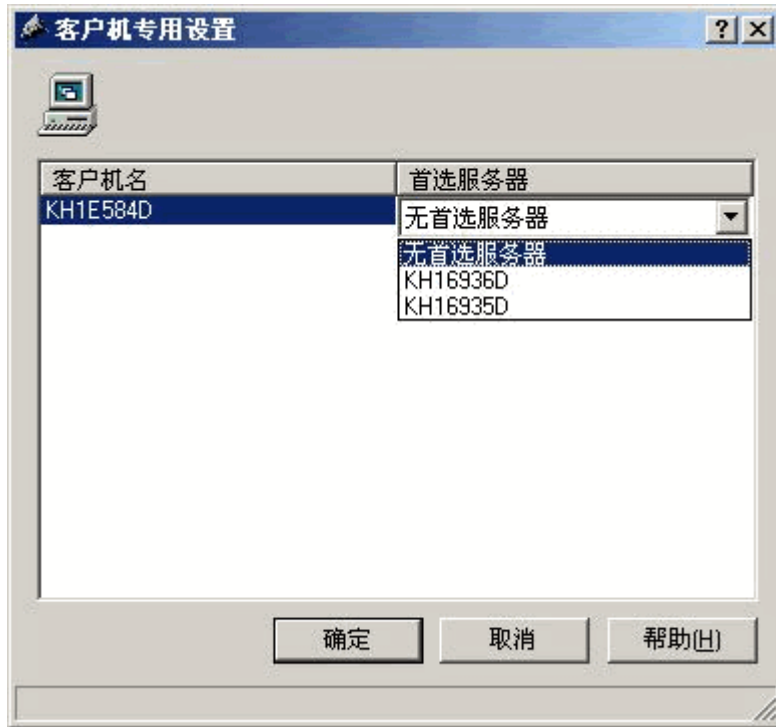 客户机专用设置
客户机名 首选服务器
KH1E584D 无首选服务器
无首选服务器
KH16936D
KH16935D
确定 取消 帮助(H)